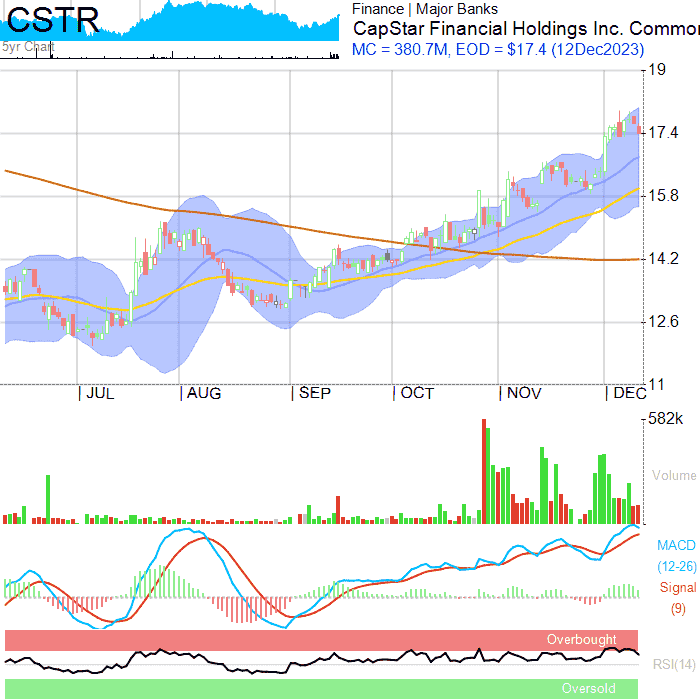 CSTR
Finance | Major Banks
CapStar Financial Holdings Inc. Common
MC = 380.7M, EOD = $17.4 (12Dec2023)
5yr Chart
19
17.4
15.8
14.2
12.6
11
JUL AUG SEP OCT NOV DEC
582k
Volume
MACD
(12-26)
Signal
(9)
Overbought
RSI(14)
Oversold